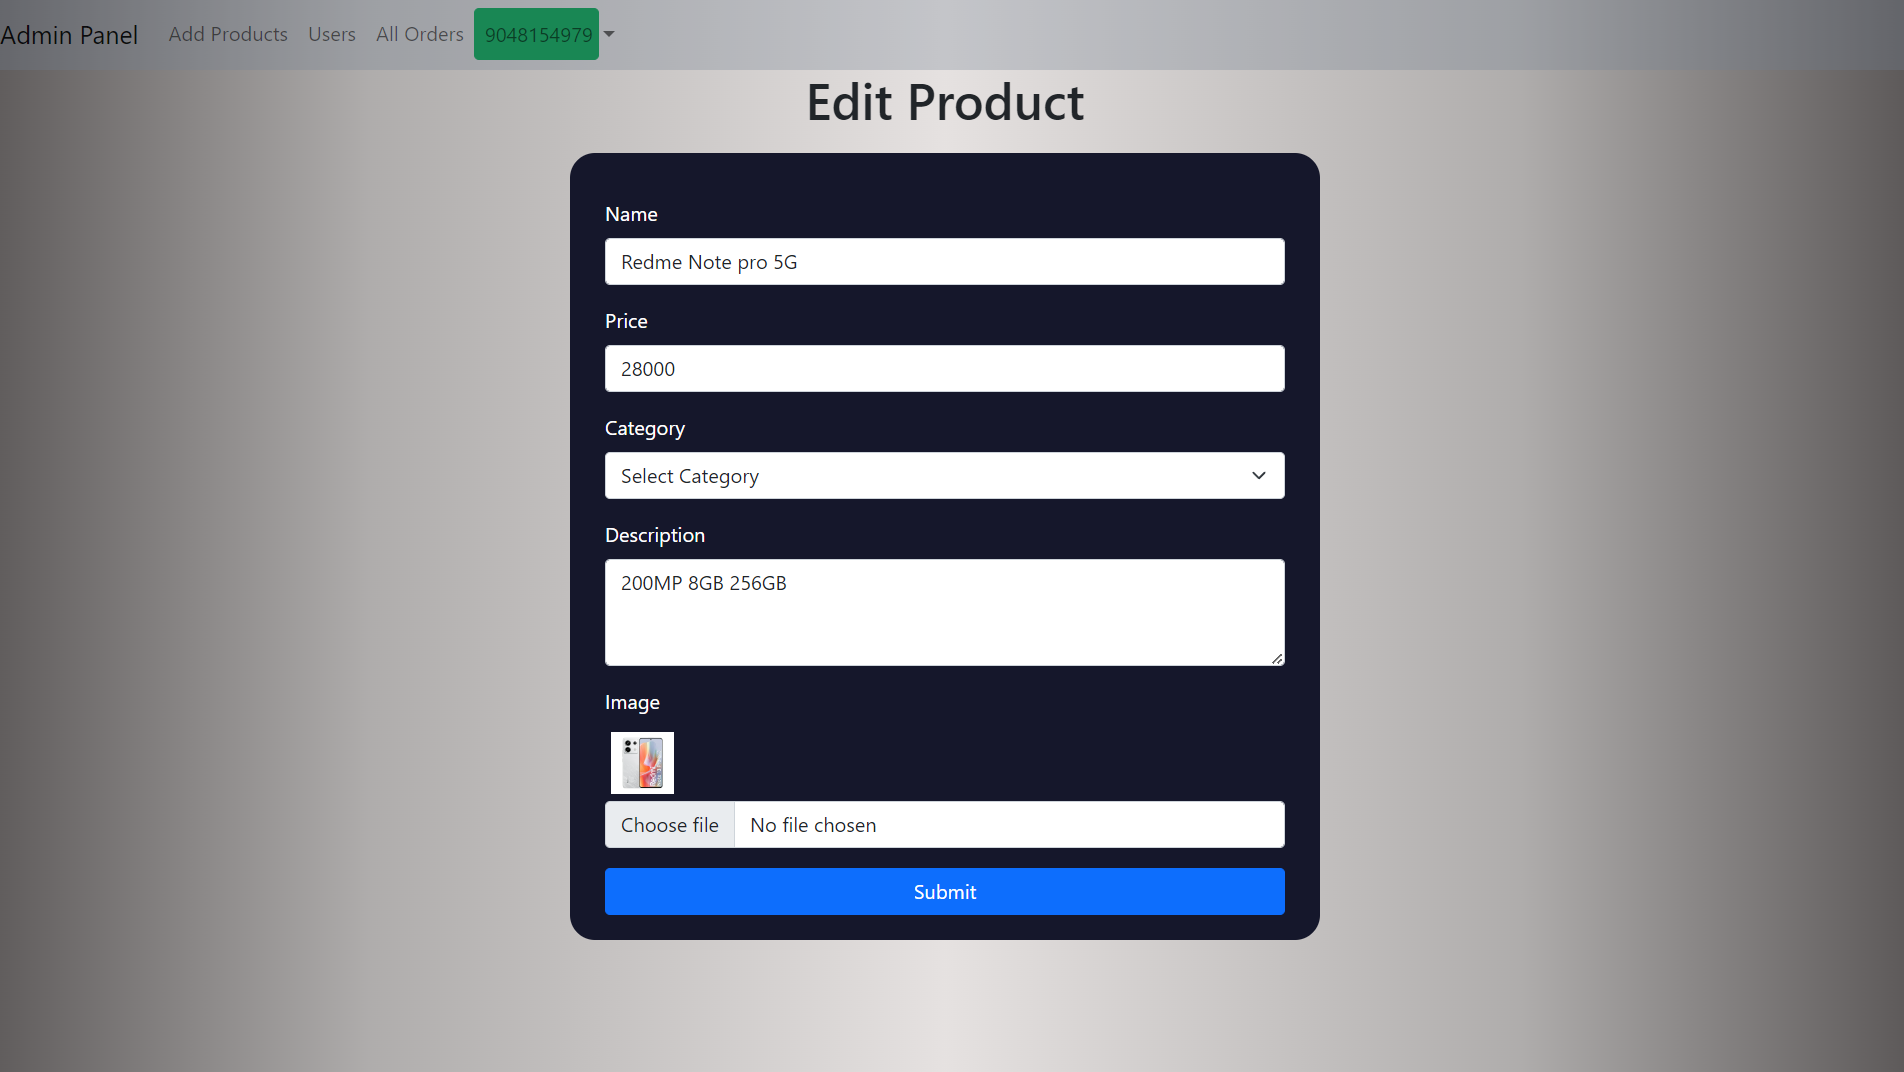 Admin Panel Add Products Users All Orders 9048154979
Edit Product
Name
Redme Note pro 5G
Price
28000
Category
Select Category
Description
200MP 8GB 256GB
Image
Choose file No file chosen
Submit